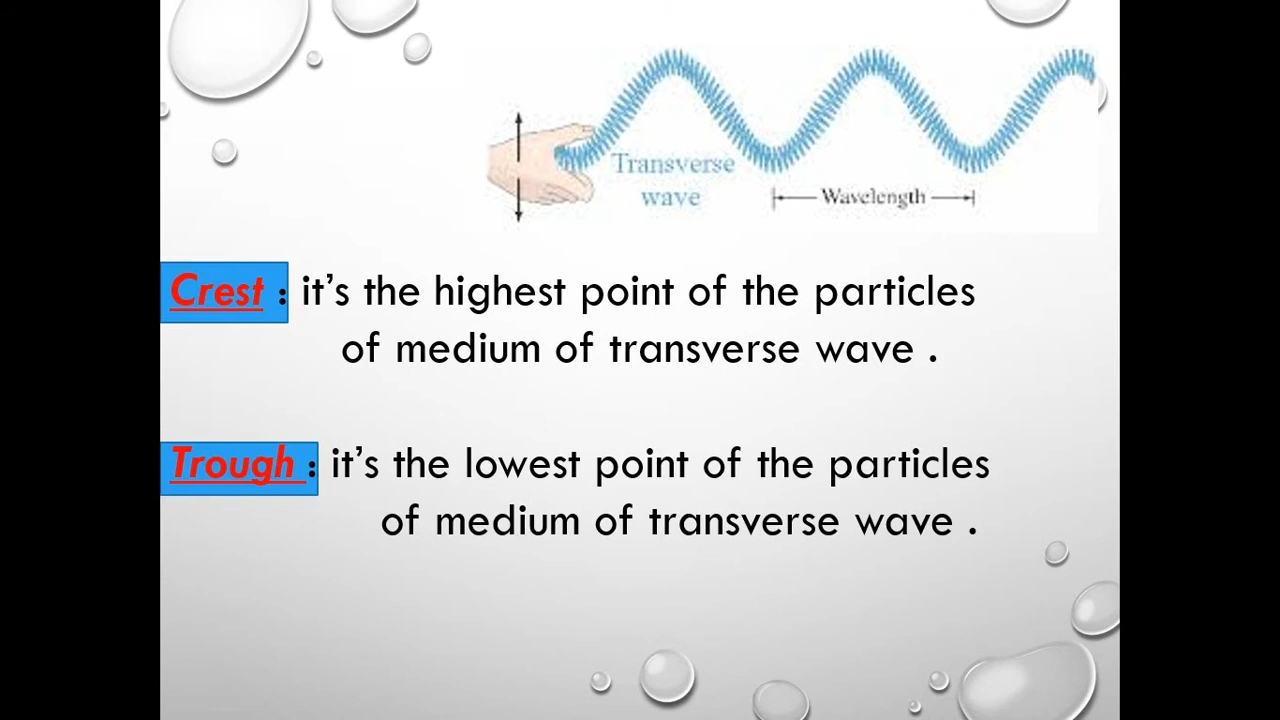 Transverse
wave
Wavelength
Crest : it’s the highest point of the particles
of medium of transverse wave .
Trough : it’s the lowest point of the particles
of medium of transverse wave .